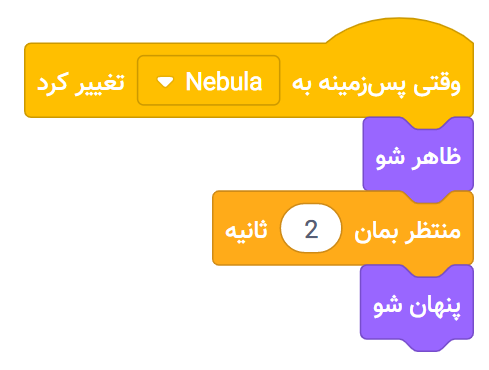 وقتی پس‌زمینه به Nebula تغییر کرد
ظاهر شو
منتظر بمان 2 ثانیه
پنهان شو